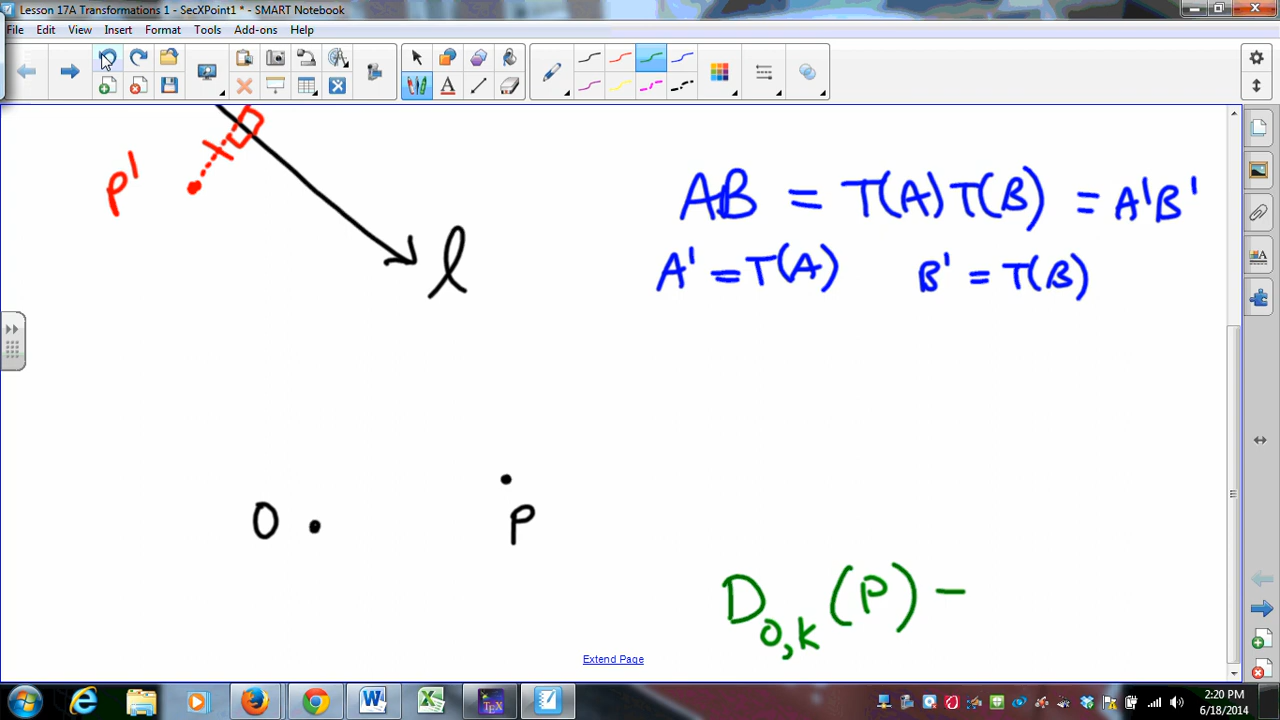 Lesson 17A Transformations 1 - SecXPoint1 * - SMART Notebook
File Edit View Insert Format Tools Add-ons Help
P'
l
AB = T(A)T(B) = A'B'
A' = T(A) B' = T(B)
O P
D_{O,K}(P) -
Extend Page
2:20 PM
6/18/2014